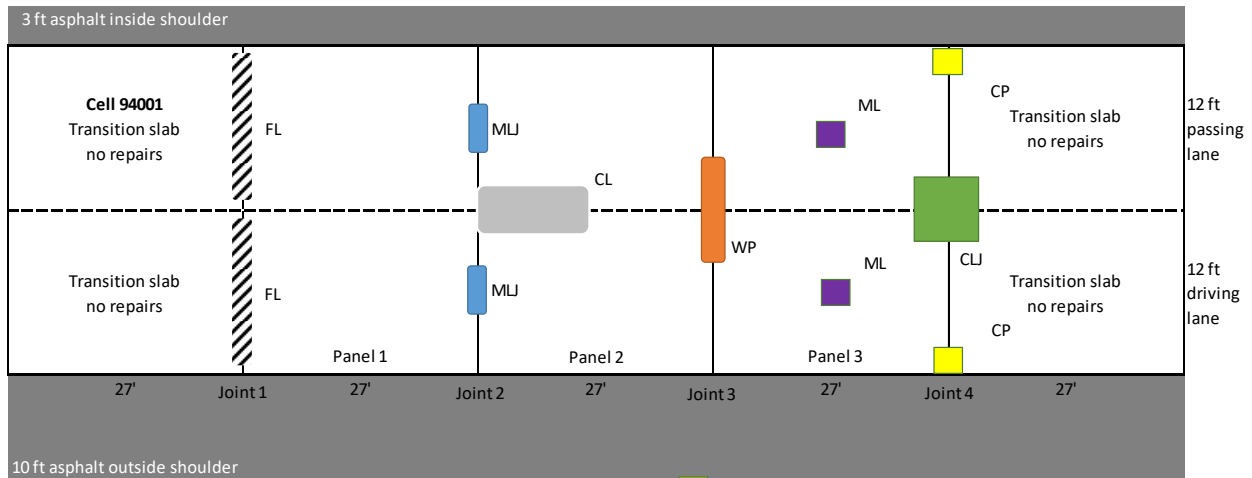 3 ft asphalt inside shoulder
Cell 94001
Transition slab
no repairs
FL
MLJ
CL
ML
CP
Transition slab
no repairs
12 ft
passing
lane
WP
Transition slab
no repairs
FL
MLJ
ML
CLJ
Transition slab
no repairs
CP
12 ft
driving
lane
Panel 1
Panel 2
Panel 3
27'
Joint 1
27'
Joint 2
27'
Joint 3
27'
Joint 4
27'
10 ft asphalt outside shoulder